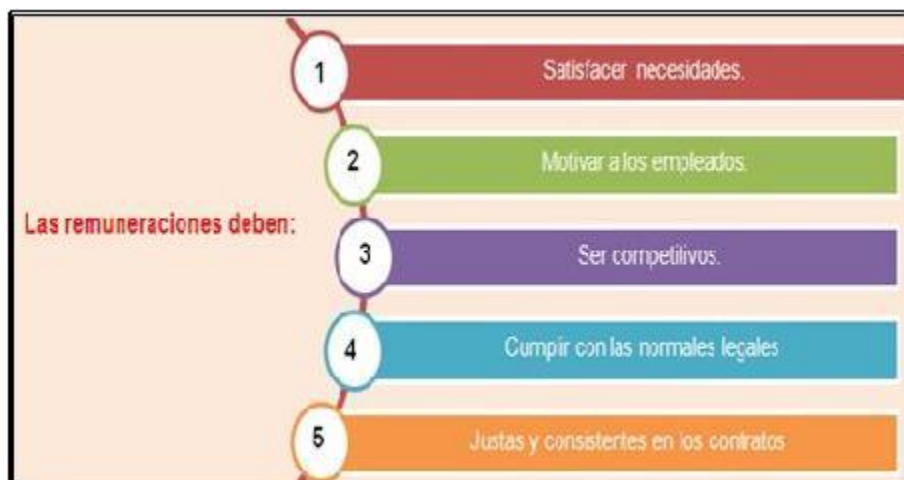 Las remuneraciones deben:
1 Satisfacer necesidades.
2 Motivar a los empleados.
3 Ser competitivos.
4 Cumplir con las normales legales
5 Justas y consistentes en los contratos